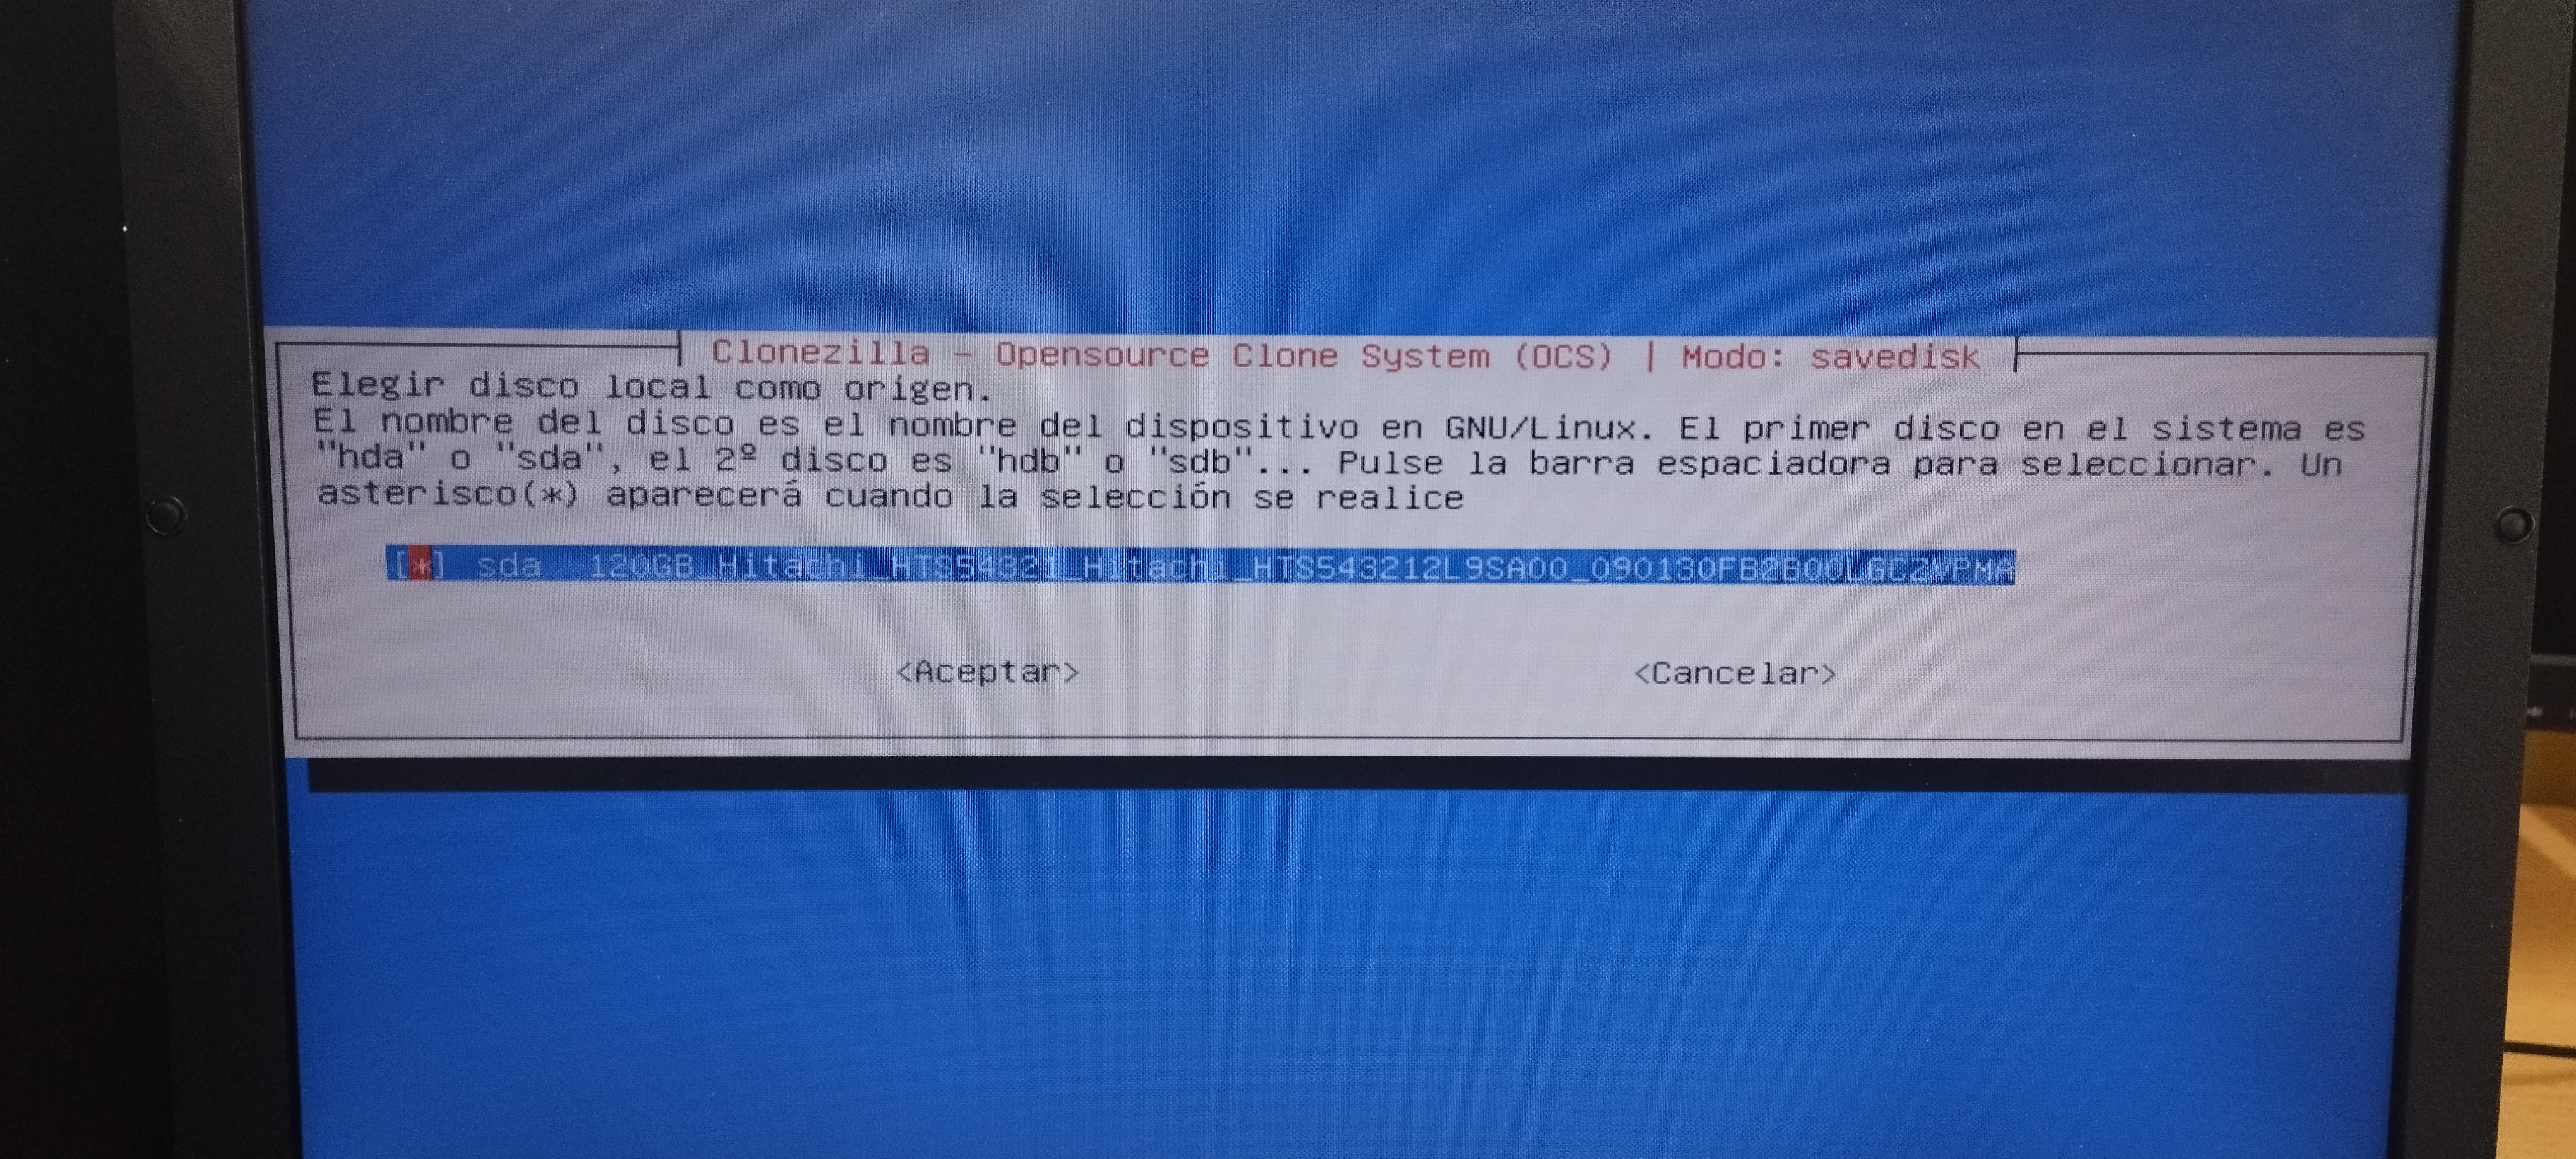 Clonezilla - Opensource Clone System (OCS) | Modo: savedisk
Elegir disco local como origen.
El nombre del disco es el nombre del dispositivo en GNU/Linux. El primer disco en el sistema es
"hda" o "sda", el 2º disco es "hdb" o "sdb"... Pulse la barra espaciadora para seleccionar. Un
asterisco(*) aparecerá cuando la selección se realice
[*] sda 120GB_Hitachi_HTS54321_Hitachi_HTS543212L9SA00_090130FB2B00LGCZVPMA
<Aceptar> <Cancelar>